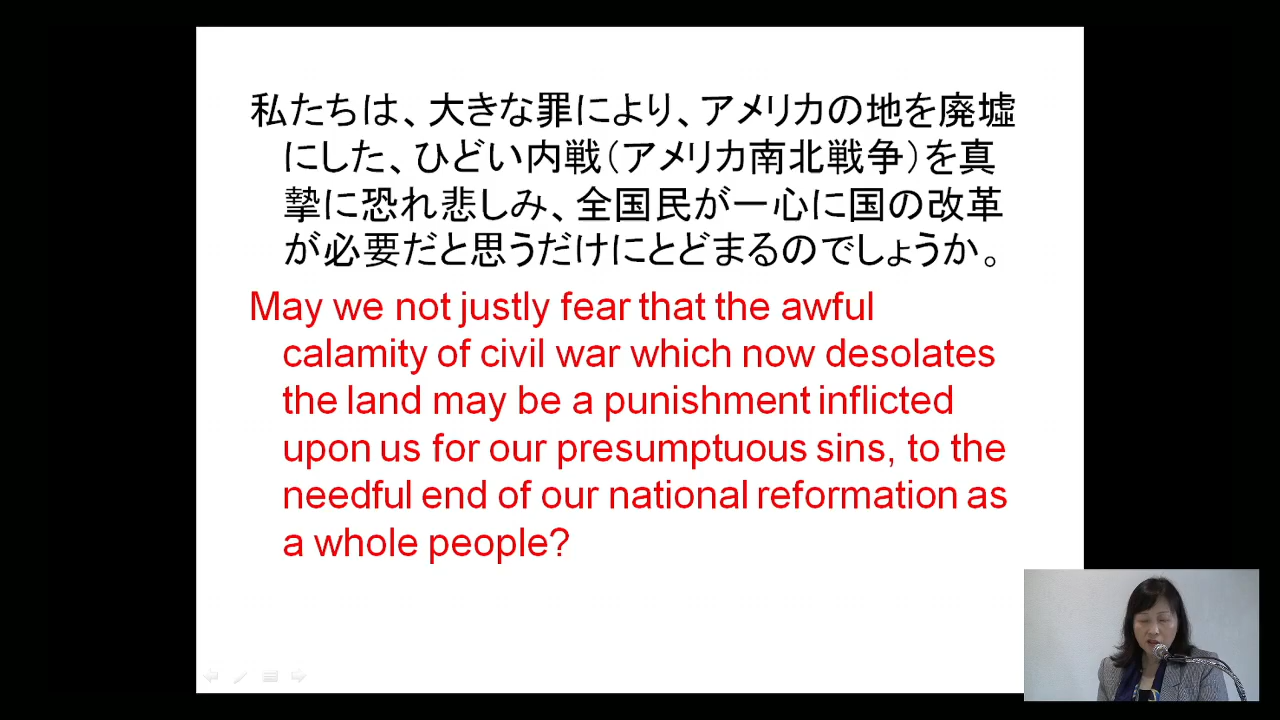 私たちは、大きな罪により、アメリカの地を廃墟
にした、ひどい内戦（アメリカ南北戦争）を真
摯に恐れ悲しみ、全国民が一心に国の改革
が必要だと思うだけにとどまるのでしょうか。
May we not justly fear that the awful
calamity of civil war which now desolates
the land may be a punishment inflicted
upon us for our presumptuous sins, to the
needful end of our national reformation as
a whole people?